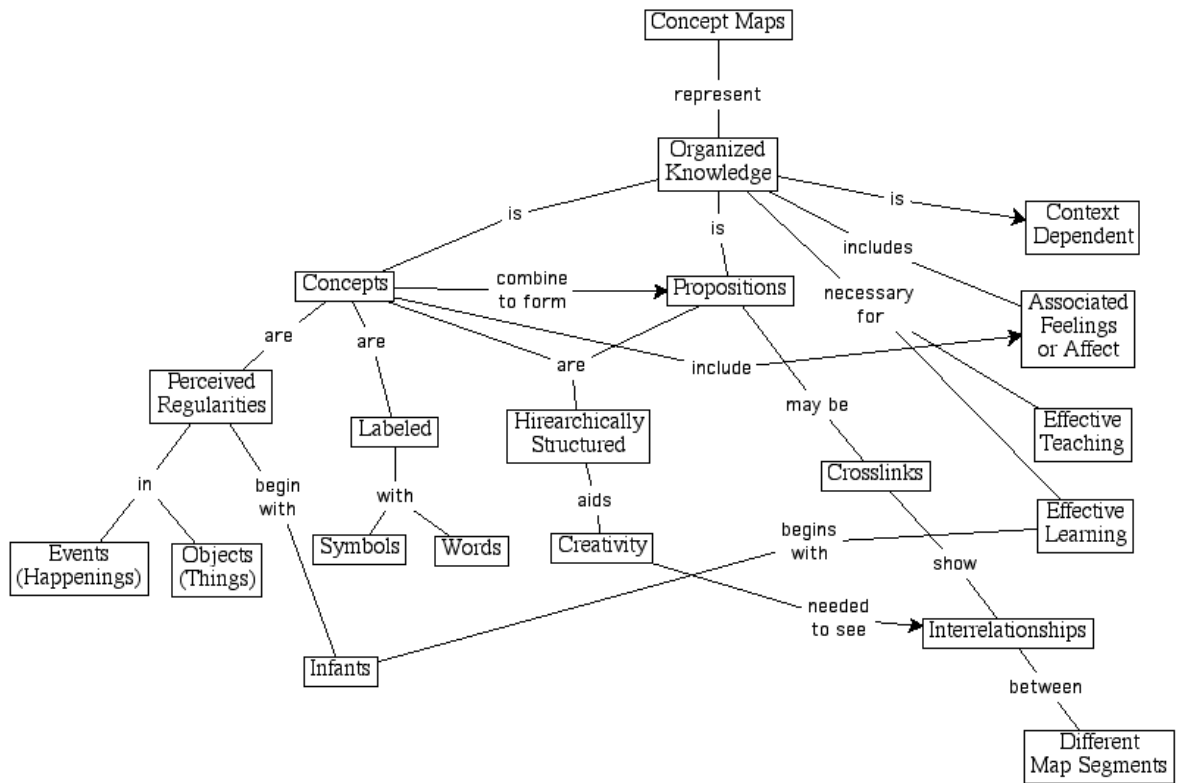 Concept Maps
represent
Organized
Knowledge
is
is
is
Context
Dependent
includes
Concepts
combine
to form
Propositions
necessary
for
Associated
Feelings
or Affect
are
are
are
include
Perceived
Regularities
may be
Labeled
Hirearchically
Structured
Effective
Teaching
Crosslinks
in
begin
with
with
aids
begins
with
Effective
Learning
Events
(Happenings)
Objects
(Things)
Symbols
Words
Creativity
show
needed
to see
Interrelationships
Infants
between
Different
Map Segments